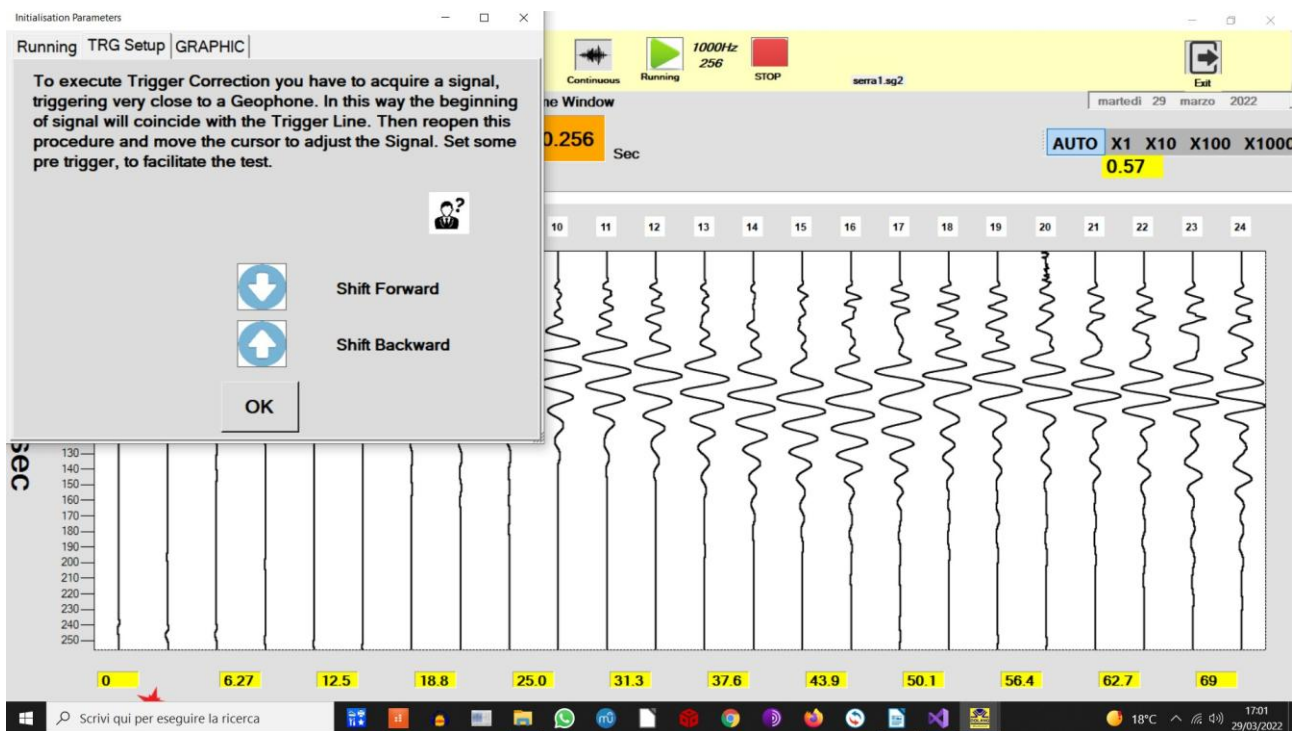 Initialisation Parameters
Running TRG Setup GRAPHIC
To execute Trigger Correction you have to acquire a signal,
triggering very close to a Geophone. In this way the beginning
of signal will coincide with the Trigger Line. Then reopen this
procedure and move the cursor to adjust the Signal. Set some
pre trigger, to facilitate the test.
?
Shift Forward
Shift Backward
OK
Continuous Running 1000Hz
256 STOP serra1.sg2 Exit
Window
martedì 29 marzo 2022
0.256 Sec
AUTO X1 X10 X100 X1000
0.57
10 11 12 13 14 15 16 17 18 19 20 21 22 23 24
sec
130
140
150
160
170
180
190
200
210
220
230
240
250
0 6.27 12.5 18.8 25.0 31.3 37.6 43.9 50.1 56.4 62.7 69
Scrivi qui per eseguire la ricerca
18°C
17:01
29/03/2022